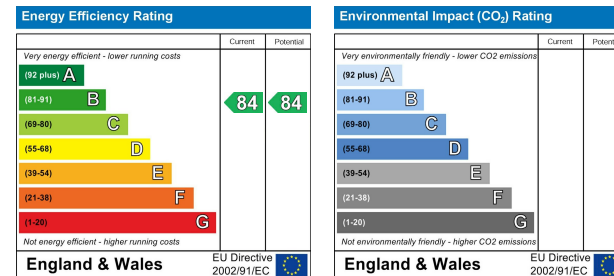 Energy Efficiency Rating
Current Potential
Very energy efficient - lower running costs
(92 plus) A
(81-91) B
84 84
(69-80) C
(55-68) D
(39-54) E
(21-38) F
(1-20) G
Not energy efficient - higher running costs
England & Wales
EU Directive
2002/91/EC
Environmental Impact (CO₂) Rating
Current
Very environmentally friendly - lower CO2 emissions
(92 plus) A
(81-91) B
(69-80) C
(55-68) D
(39-54) E
(21-38) F
(1-20) G
Not environmentally friendly - higher CO2 emissions
England & Wales
EU Directive
2002/91/EC